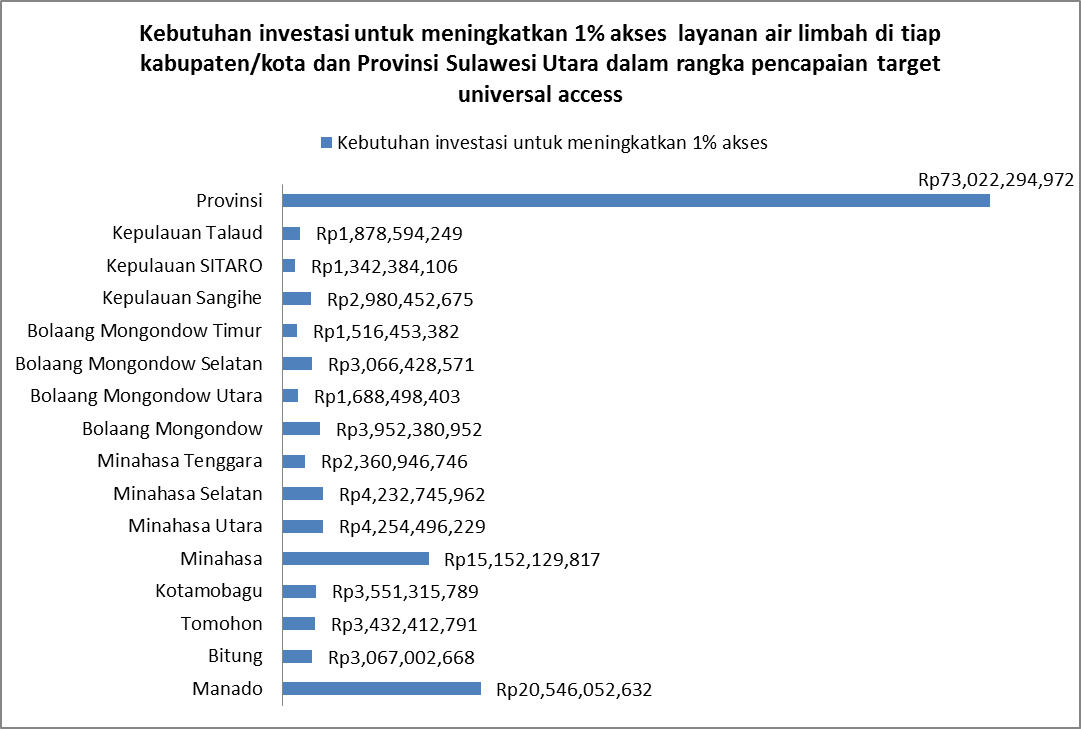 Kebutuhan investasi untuk meningkatkan 1% akses layanan air limbah di tiap
kabupaten/kota dan Provinsi Sulawesi Utara dalam rangka pencapaian target
universal access
Kebutuhan investasi untuk meningkatkan 1% akses
Provinsi Rp73,022,294,972
Kepulauan Talaud Rp1,878,594,249
Kepulauan SITARO Rp1,342,384,106
Kepulauan Sangihe Rp2,980,452,675
Bolaang Mongondow Timur Rp1,516,453,382
Bolaang Mongondow Selatan Rp3,066,428,571
Bolaang Mongondow Utara Rp1,688,498,403
Bolaang Mongondow Rp3,952,380,952
Minahasa Tenggara Rp2,360,946,746
Minahasa Selatan Rp4,232,745,962
Minahasa Utara Rp4,254,496,229
Minahasa Rp15,152,129,817
Kotamobagu Rp3,551,315,789
Tomohon Rp3,432,412,791
Bitung Rp3,067,002,668
Manado Rp20,546,052,632